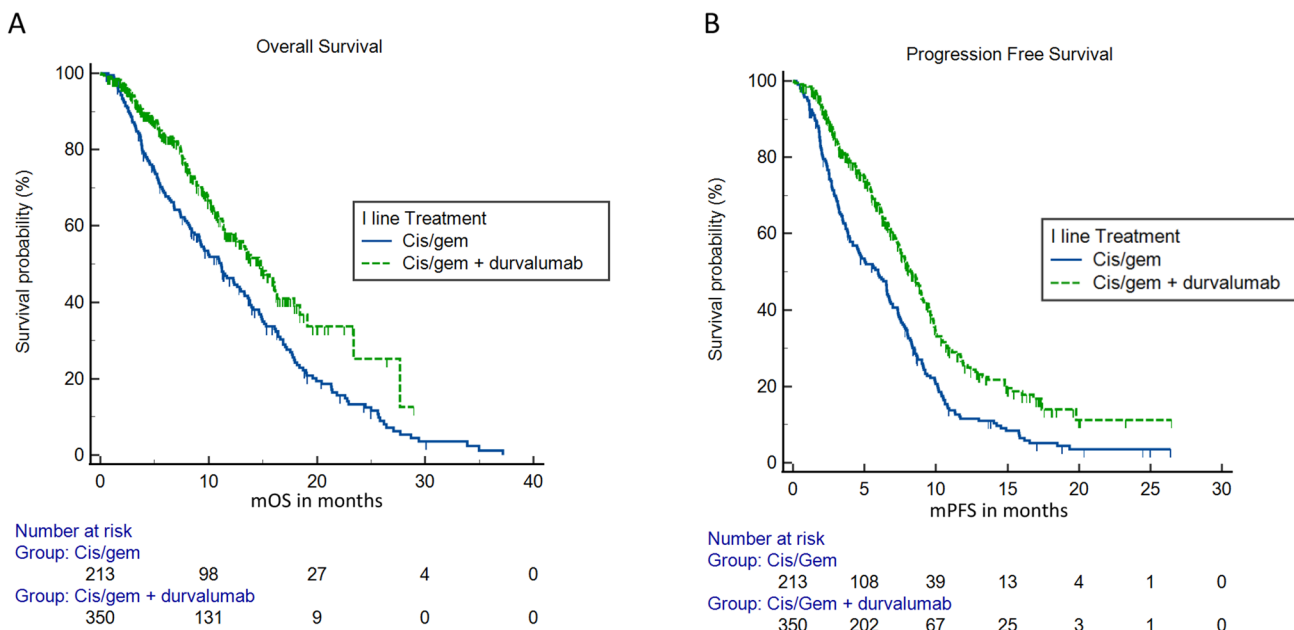 A
Overall Survival
100
80
60
40
20
0
Survival probability (%)
I line Treatment
Cis/gem
Cis/gem + durvalumab
0 10 20 30 40
mOS in months
Number at risk
Group: Cis/gem
213 98 27 4 0
Group: Cis/gem + durvalumab
350 131 9 0 0
B
Progression Free Survival
100
80
60
40
20
0
Survival probability (%)
I line Treatment
Cis/gem
Cis/gem + durvalumab
0 5 10 15 20 25 30
mPFS in months
Number at risk
Group: Cis/Gem
213 108 39 13 4 1 0
Group: Cis/Gem + durvalumab
350 202 67 25 3 1 0